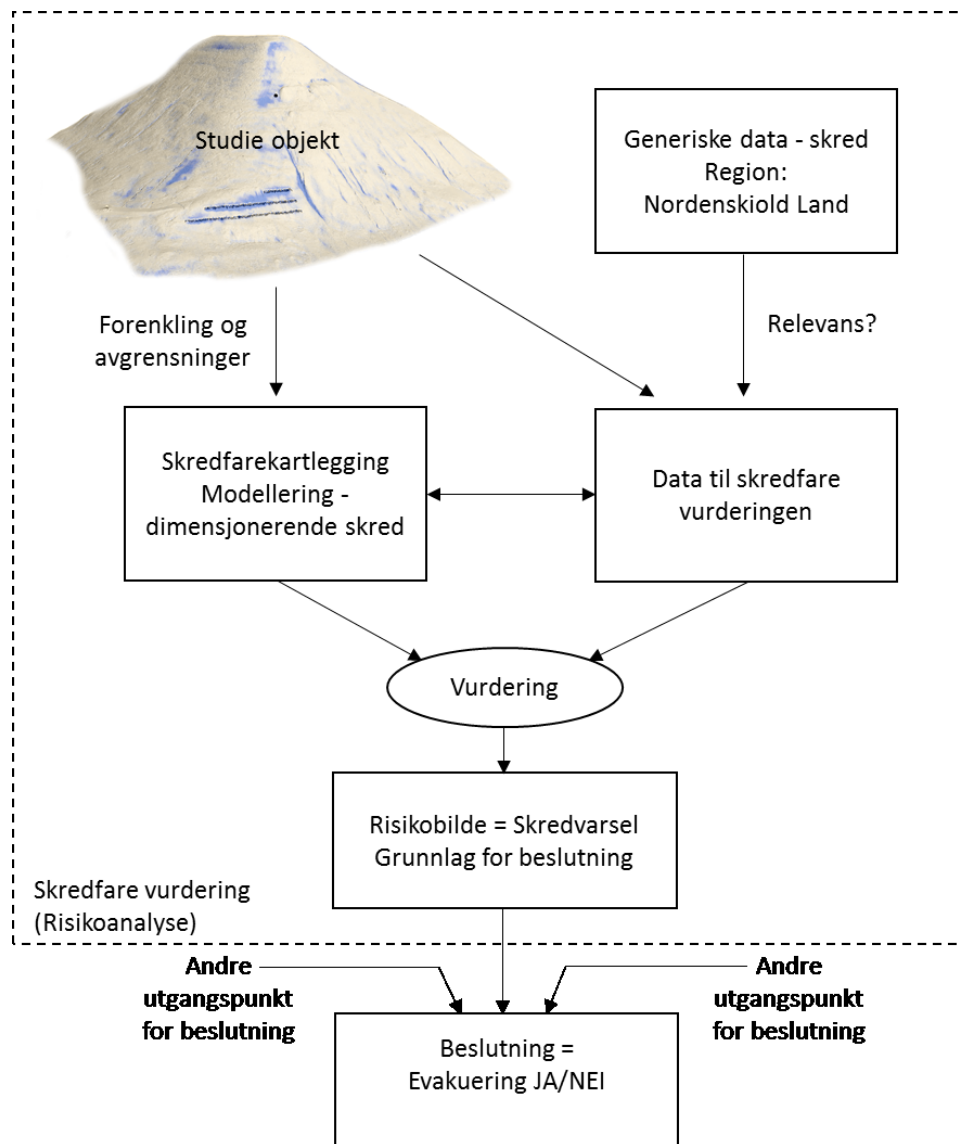 Studie objekt
Generiske data - skred
Region:
Nordenskiold Land
Forenkling og
avgrensninger
Relevans?
Skredfarekartlegging
Modellering -
dimensjonerende skred
Data til skredfare
vurderingen
Vurdering
Risikobilde = Skredvarsel
Grunnlag for beslutning
Skredfare vurdering
(Risikoanalyse)
Andre
utgangspunkt
for beslutning
Andre
utgangspunkt
for beslutning
Beslutning =
Evakuering JA/NEI